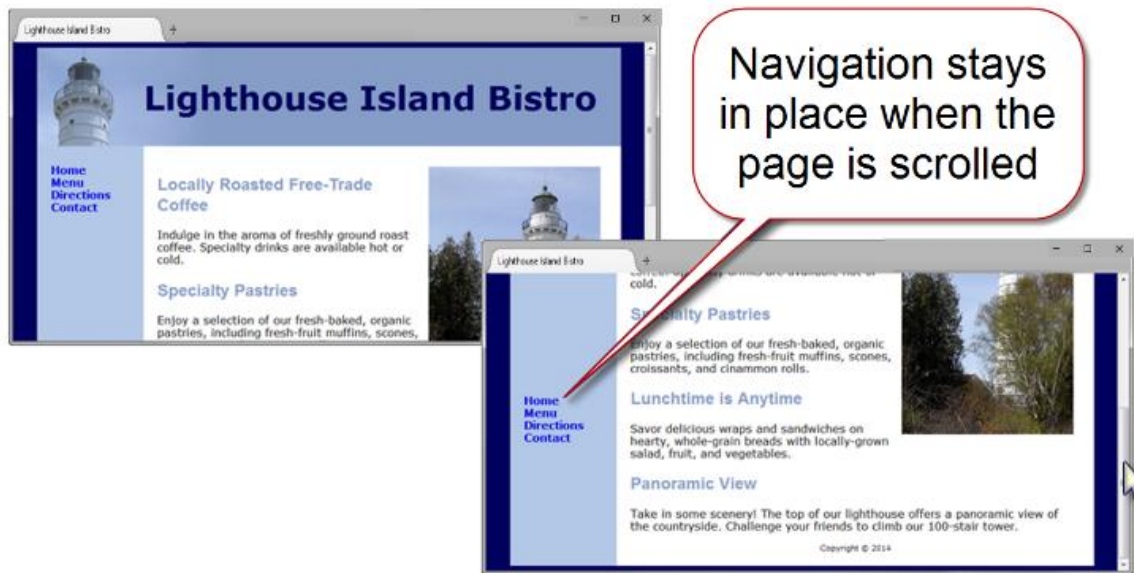 Lighthouse Island Bistro
Lighthouse Island Bistro
Home
Menu
Directions
Contact
Locally Roasted Free-Trade
Coffee
Indulge in the aroma of freshly ground roast
coffee. Specialty drinks are available hot or
cold.
Specialty Pastries
Enjoy a selection of our fresh-baked, organic
pastries, including fresh-fruit muffins, scones,
Navigation stays
in place when the
page is scrolled
Lighthouse Island Bistro
drinks are available hot or
cold.
Specialty Pastries
Enjoy a selection of our fresh-baked, organic
pastries, including fresh-fruit muffins, scones,
croissants, and cinammon rolls.
Home
Menu
Directions
Contact
Lunchtime is Anytime
Savor delicious wraps and sandwiches on
hearty, whole-grain breads with locally-grown
salad, fruit, and vegetables.
Panoramic View
Take in some scenery! The top of our lighthouse offers a panoramic view of
the countryside. Challenge your friends to climb our 100-stair tower.
Copyright © 2014